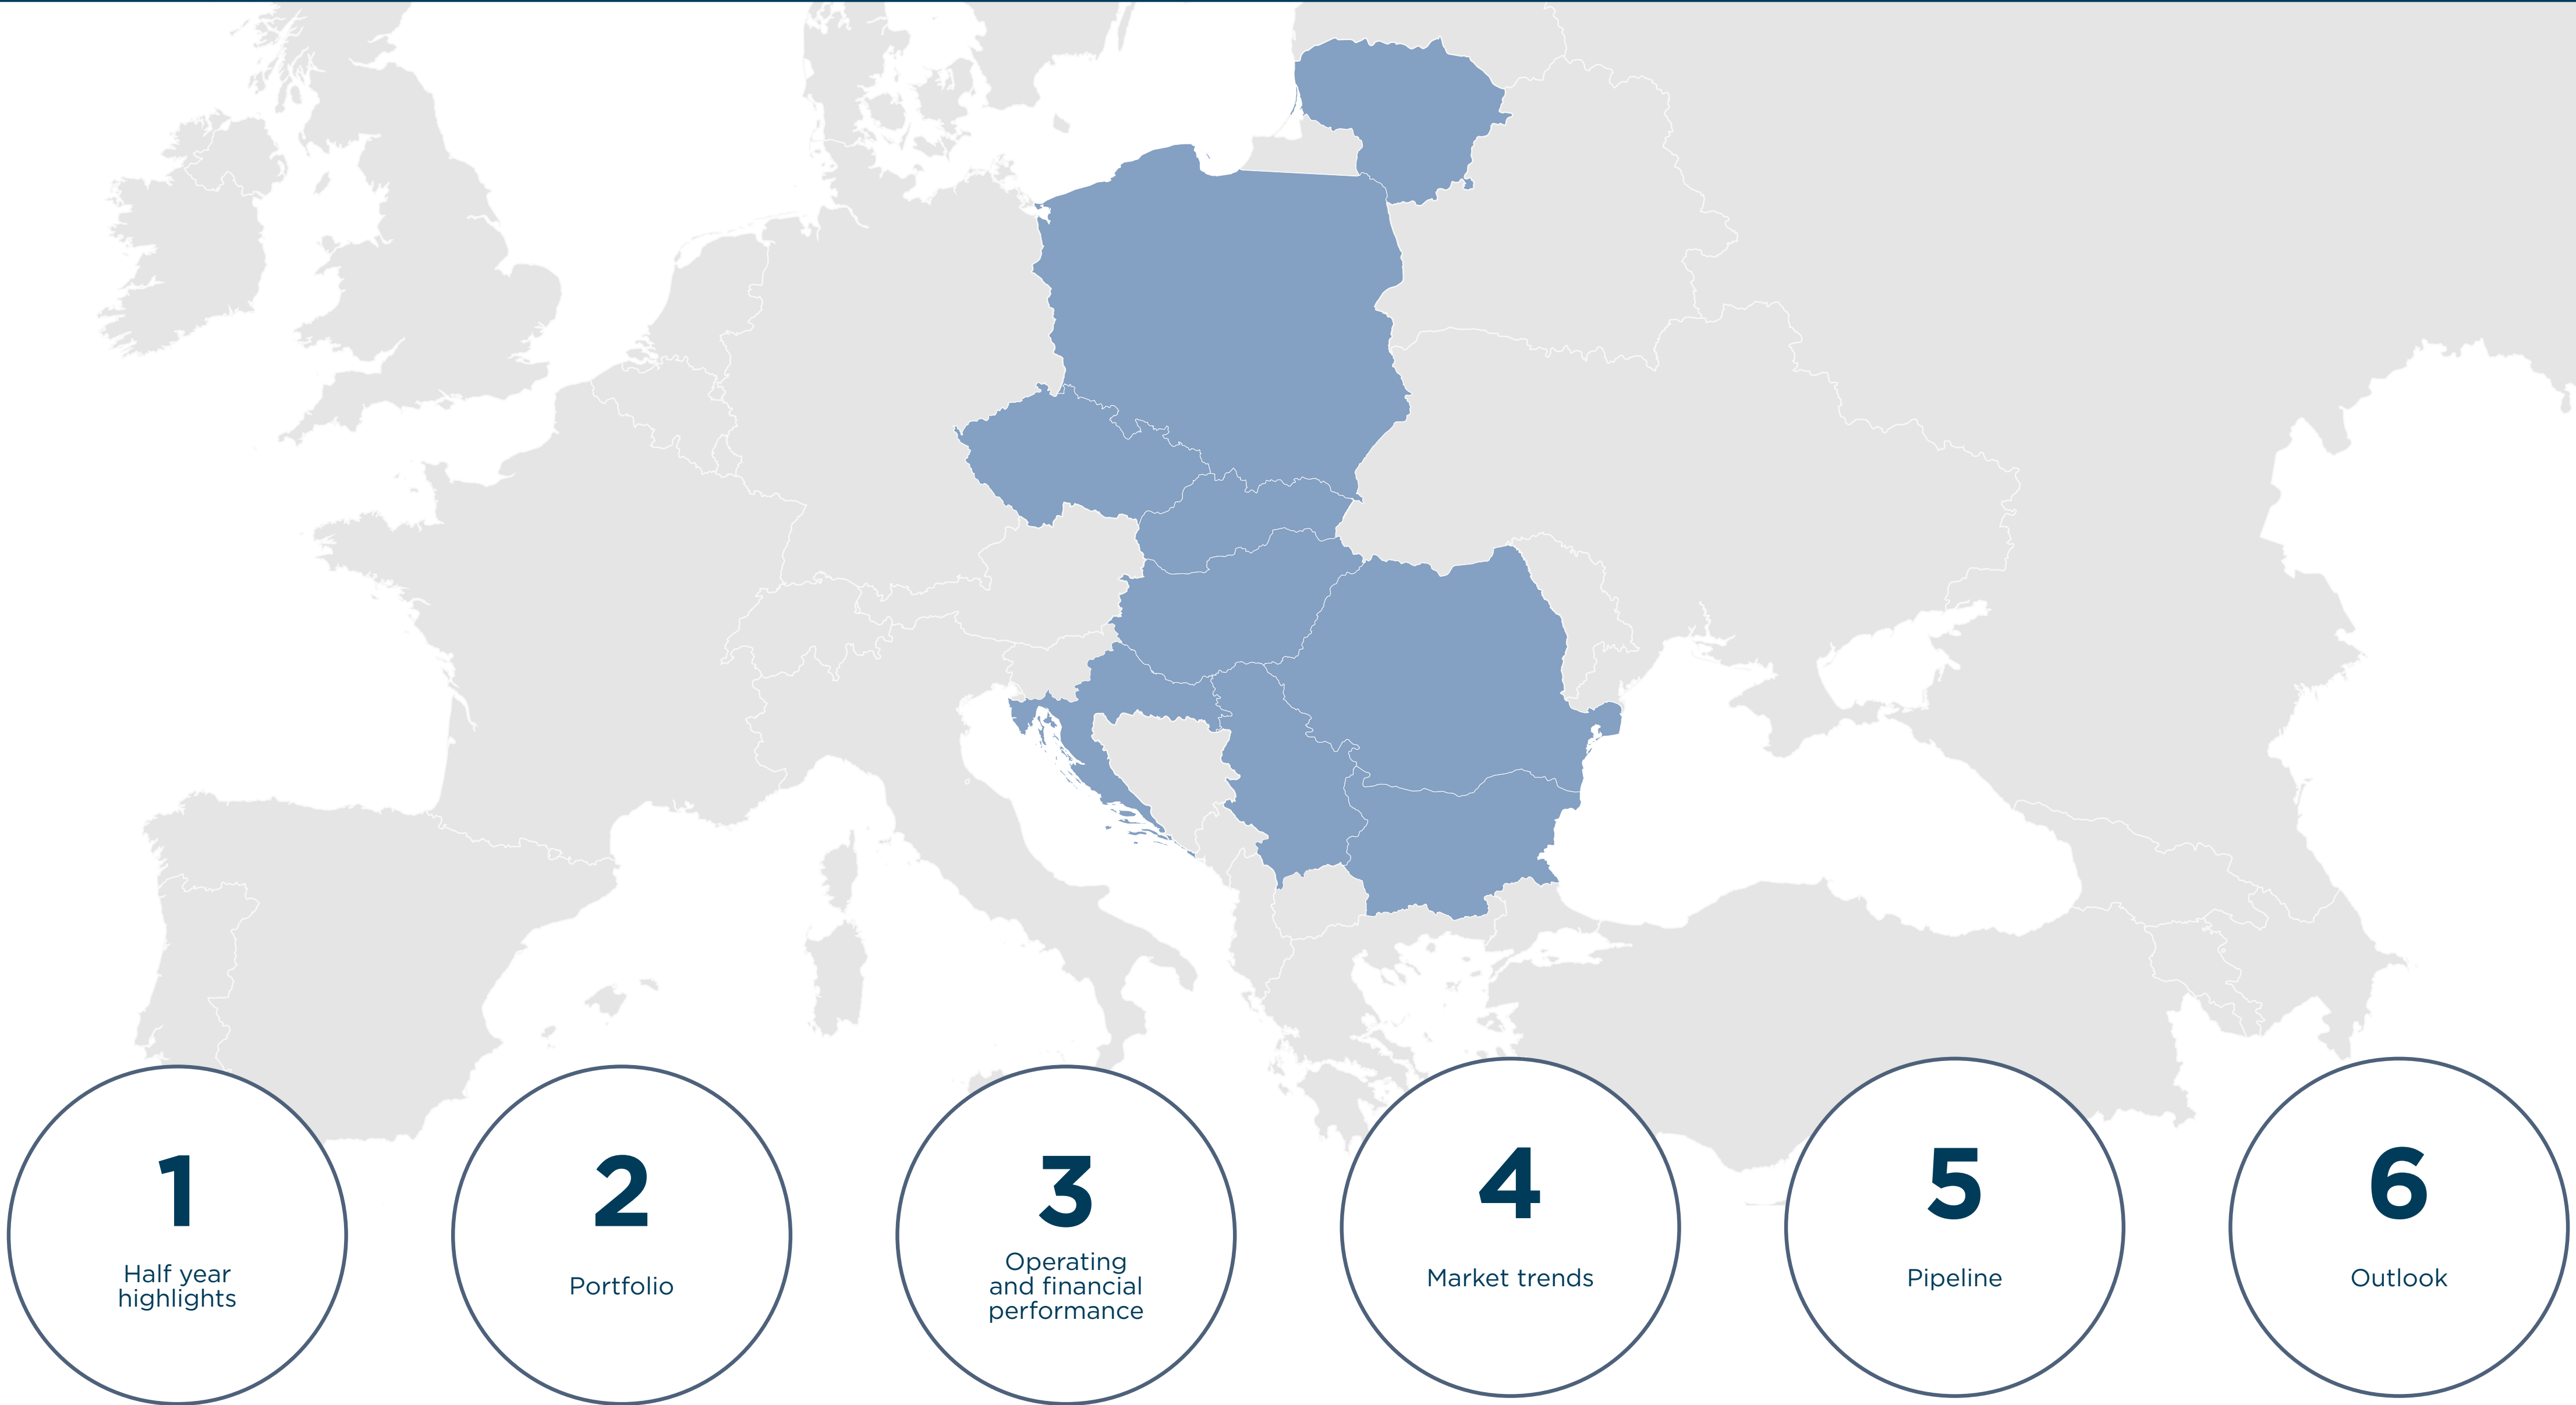 1
Half year
highlights
2
Portfolio
3
Operating
and financial
performance
4
Market trends
5
Pipeline
6
Outlook